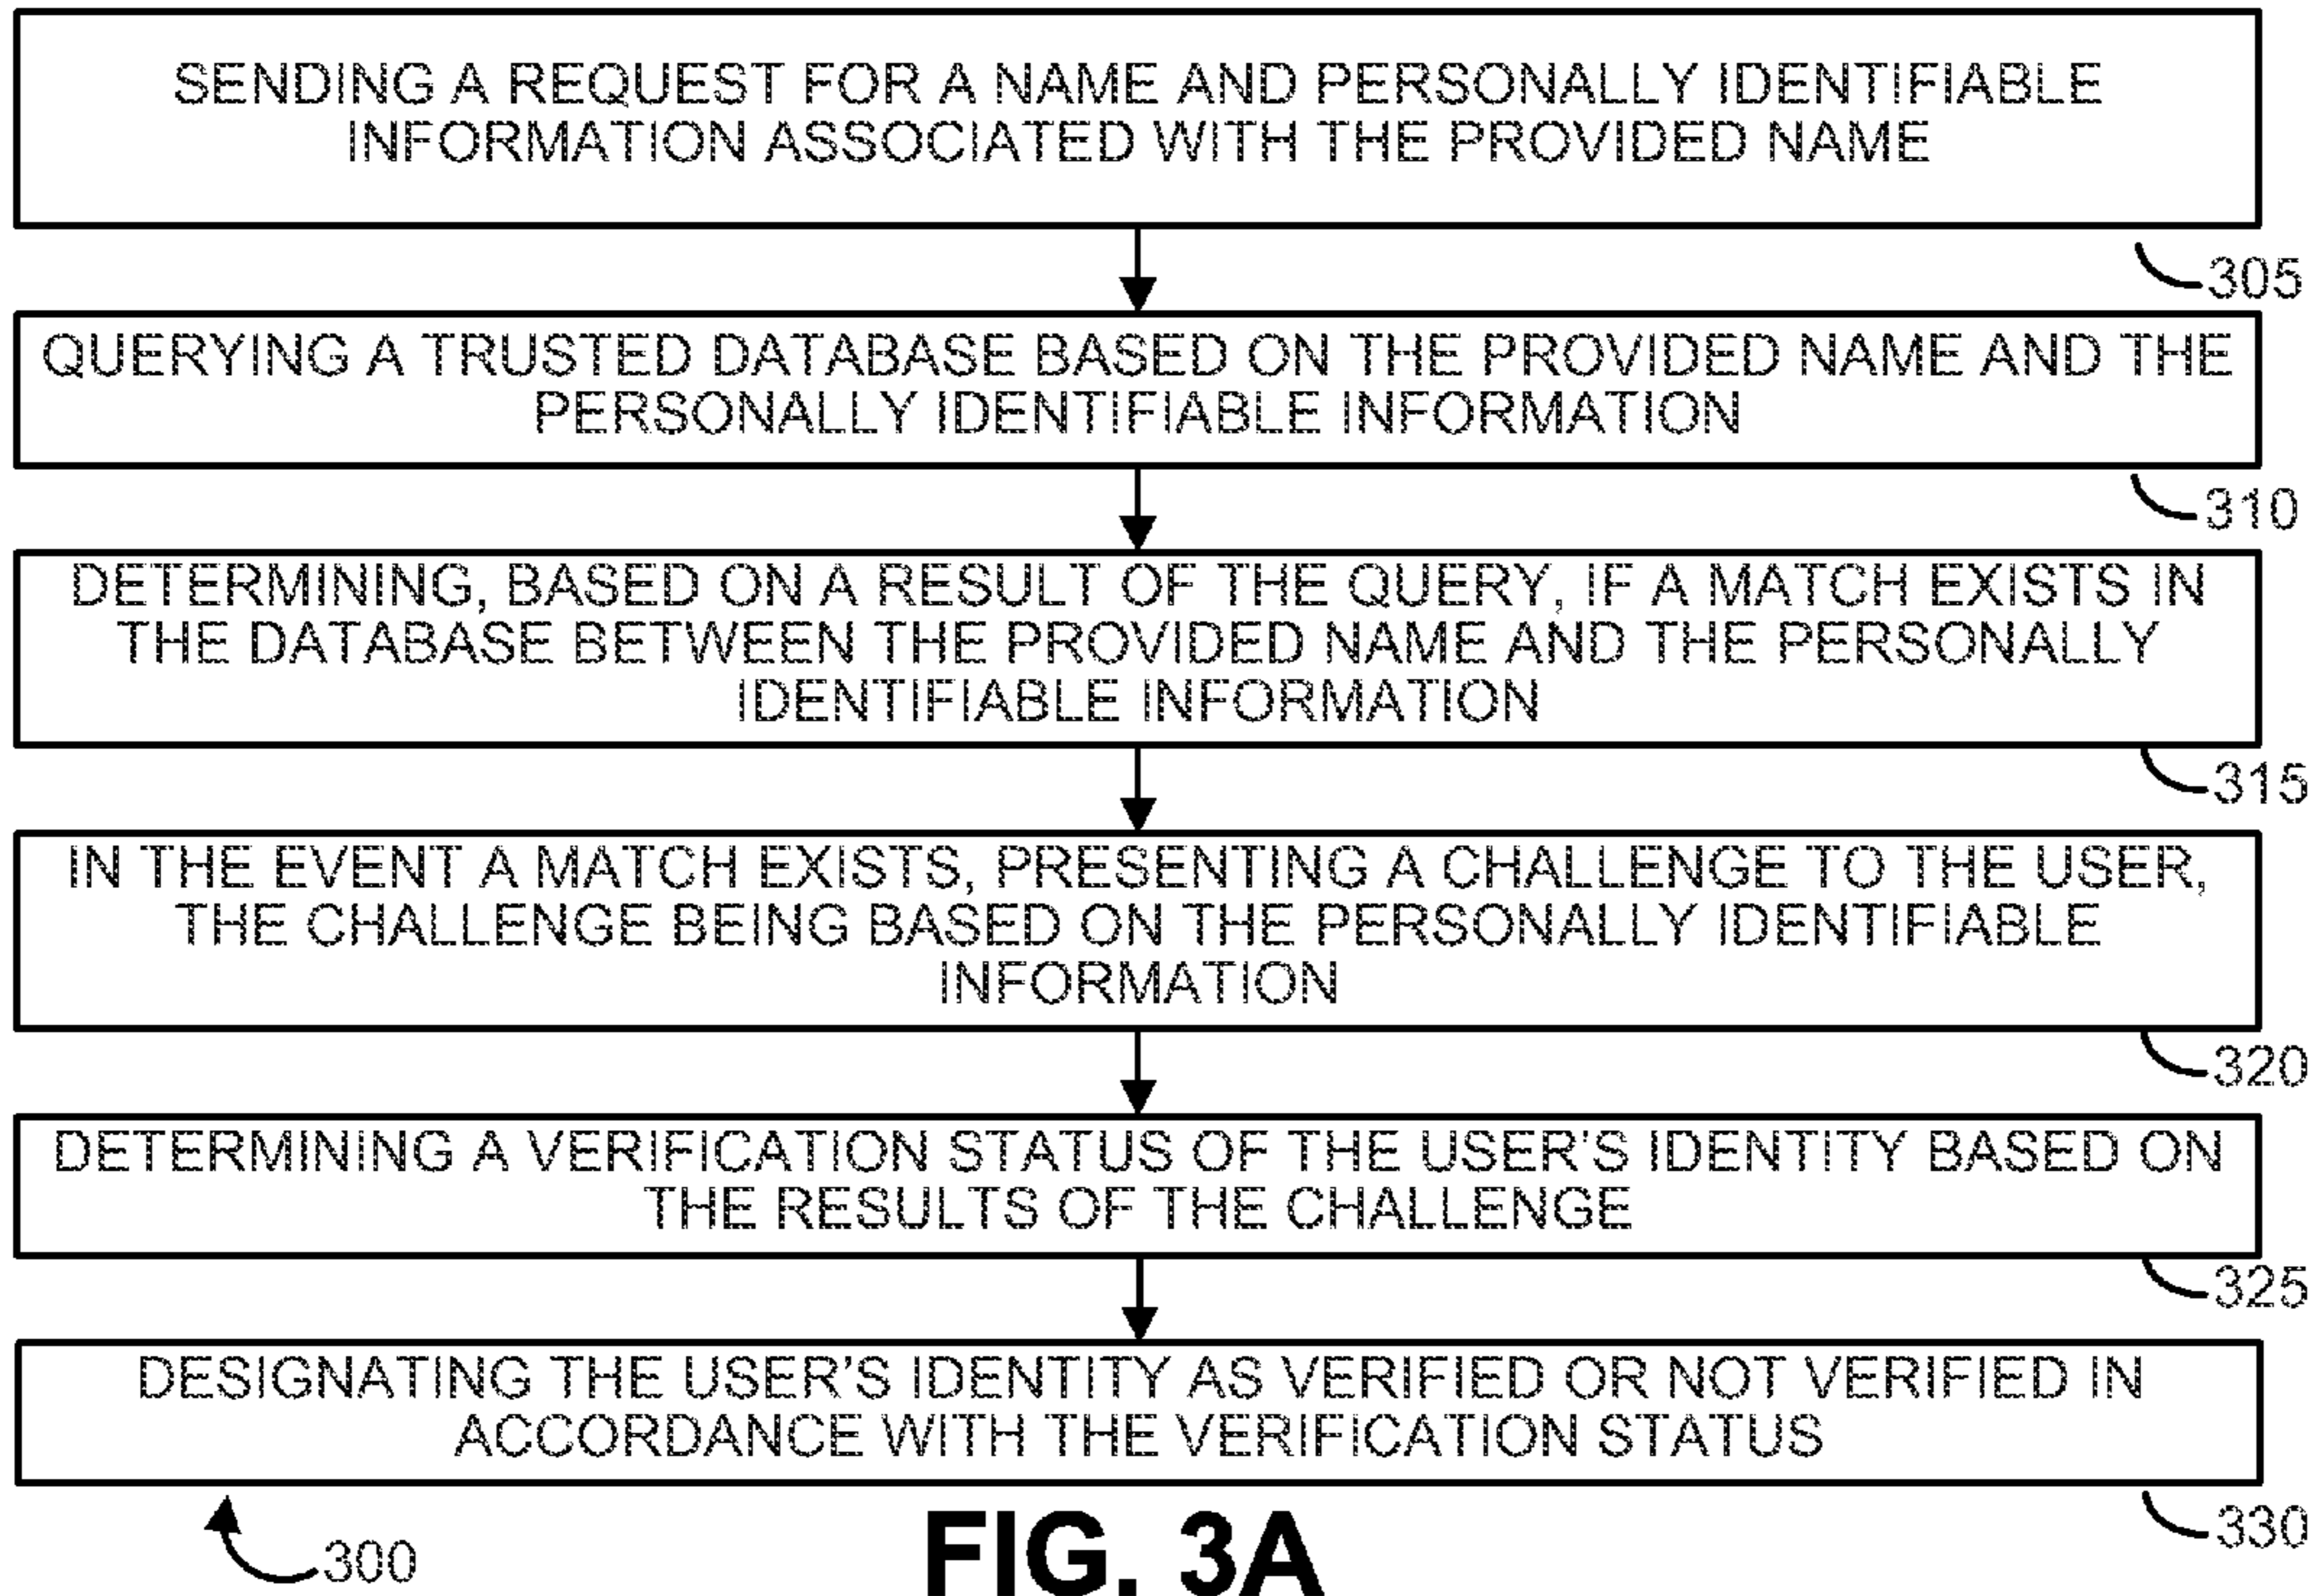 SENDING A REQUEST FOR A NAME AND PERSONALLY IDENTIFIABLE
INFORMATION ASSOCIATED WITH THE PROVIDED NAME
305
QUERYING A TRUSTED DATABASE BASED ON THE PROVIDED NAME AND THE
PERSONALLY IDENTIFIABLE INFORMATION
310
DETERMINING, BASED ON A RESULT OF THE QUERY, IF A MATCH EXISTS IN
THE DATABASE BETWEEN THE PROVIDED NAME AND THE PERSONALLY
IDENTIFIABLE INFORMATION
315
IN THE EVENT A MATCH EXISTS, PRESENTING A CHALLENGE TO THE USER,
THE CHALLENGE BEING BASED ON THE PERSONALLY IDENTIFIABLE
INFORMATION
320
DETERMINING A VERIFICATION STATUS OF THE USER'S IDENTITY BASED ON
THE RESULTS OF THE CHALLENGE
325
DESIGNATING THE USER'S IDENTITY AS VERIFIED OR NOT VERIFIED IN
ACCORDANCE WITH THE VERIFICATION STATUS
330
300
FIG. 3A